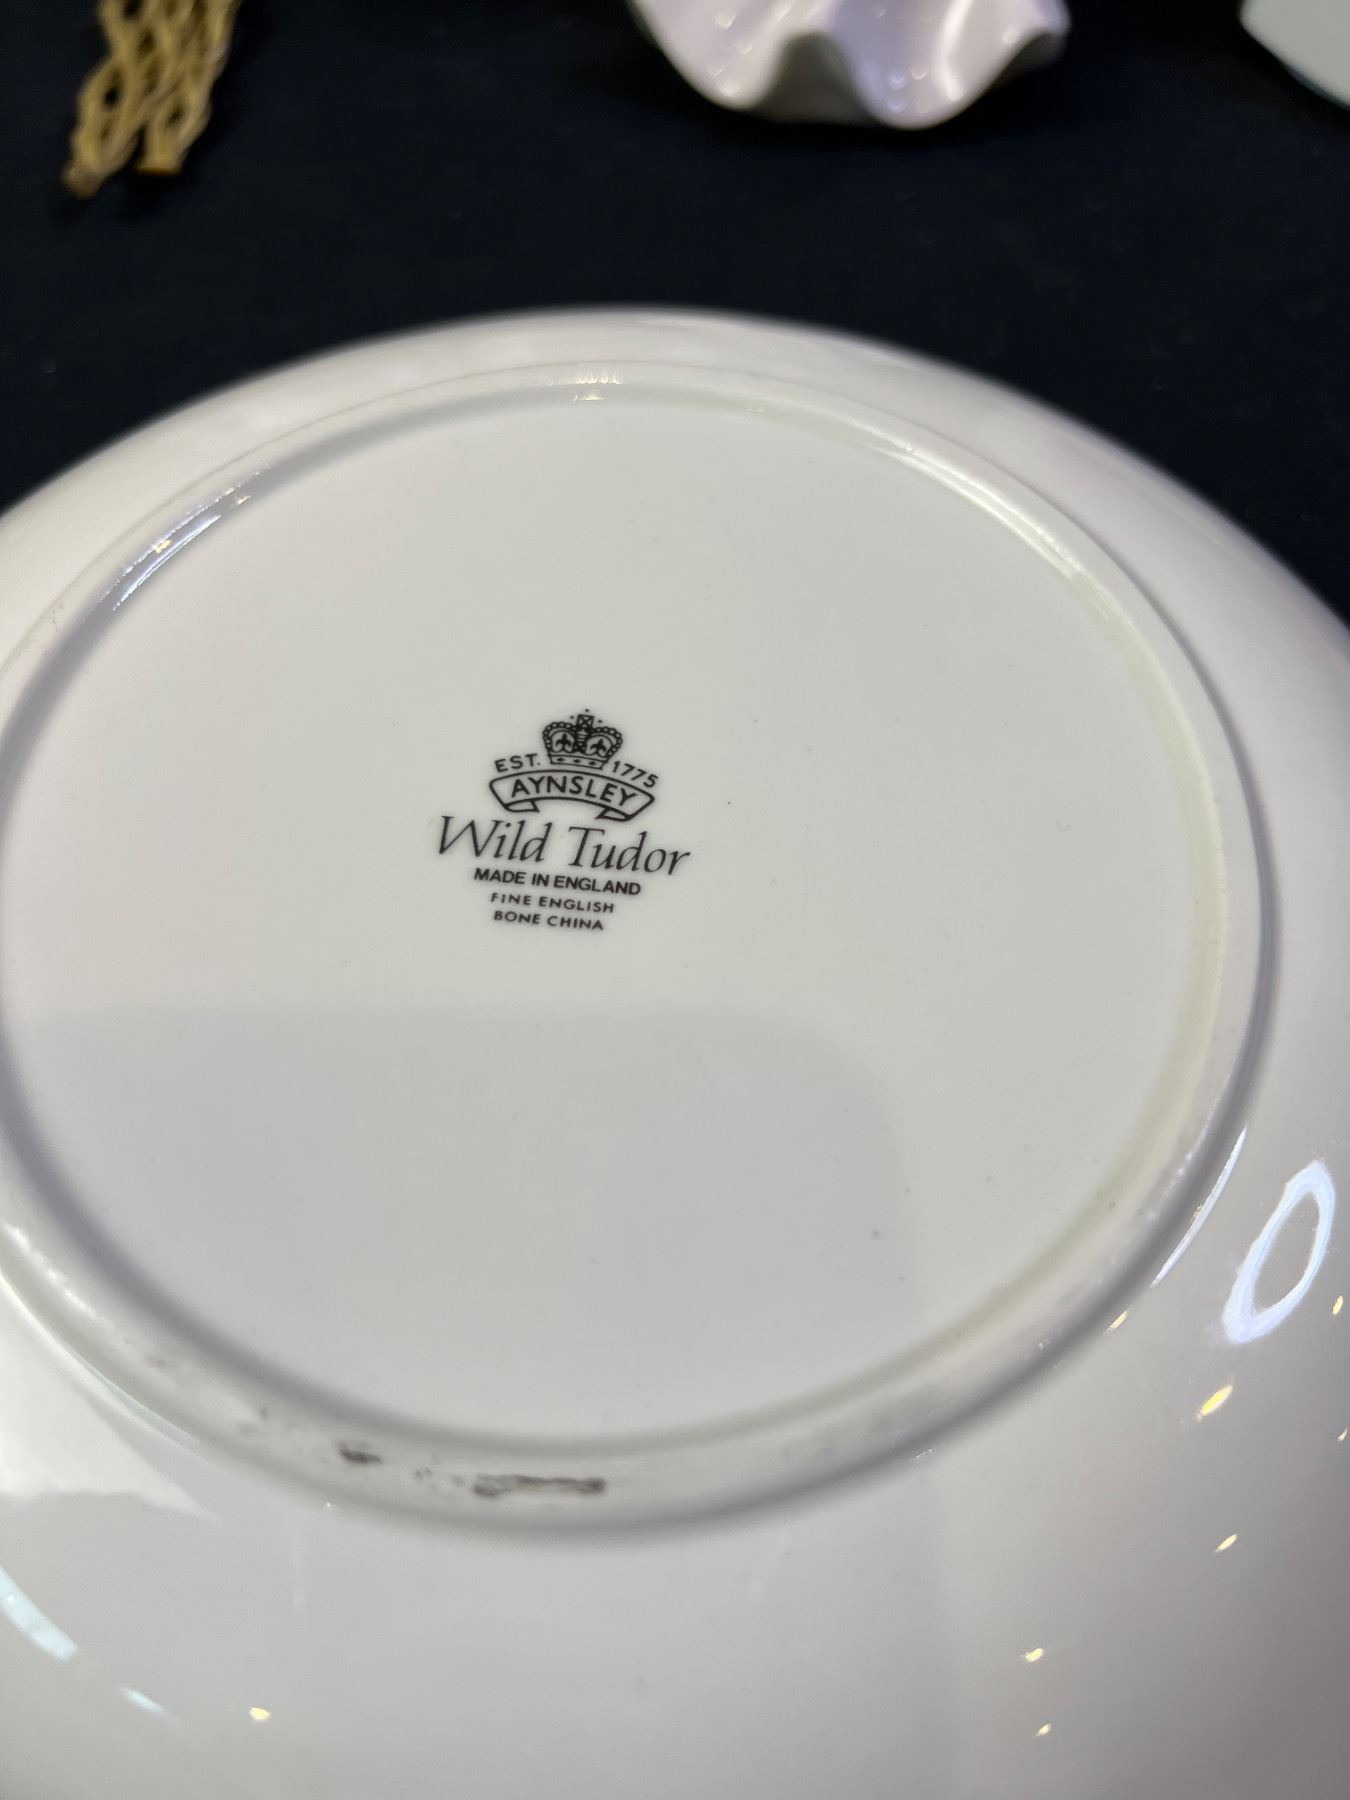 EST. 1775
AYNSLEY
Wild Tudor
MADE IN ENGLAND
FINE ENGLISH
BONE CHINA